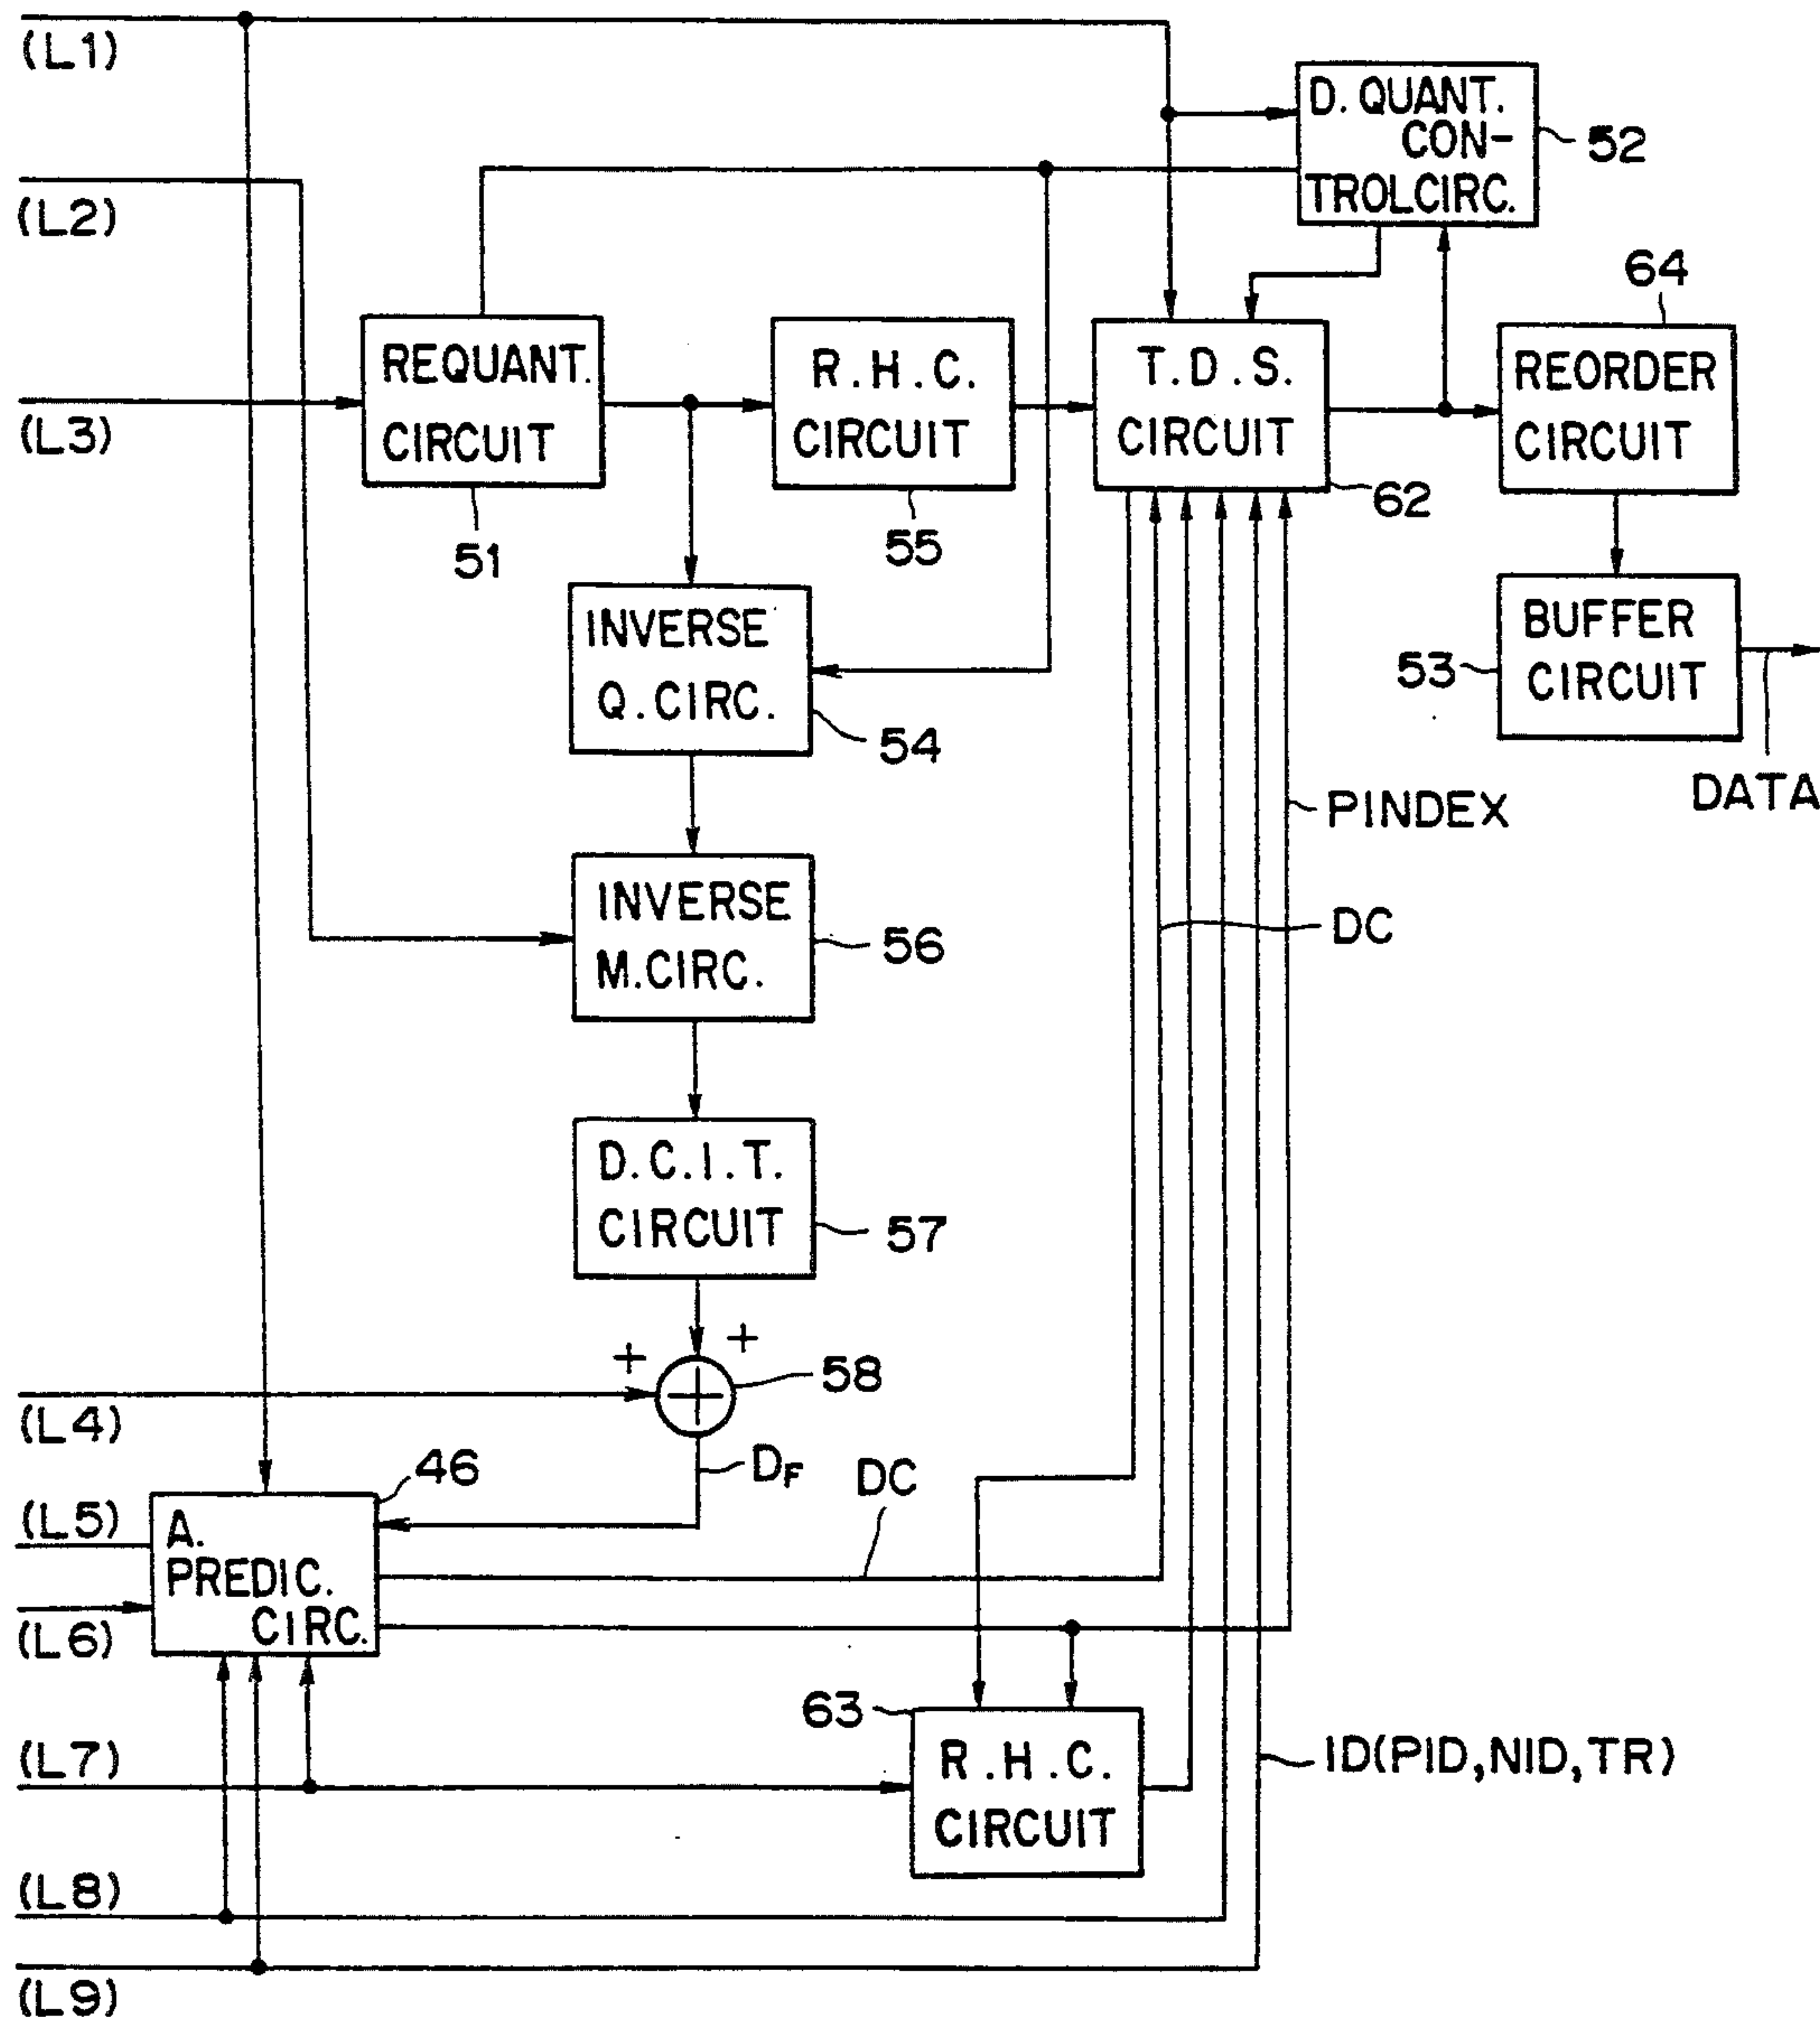 (L1)
D. QUANT.
CON-
TROLCIRC.
52
(L2)
64
REQUANT.
CIRCUIT
R.H.C.
CIRCUIT
T.D.S.
CIRCUIT
REORDER
CIRCUIT
(L3)
51
55
62
INVERSE
Q.CIRC.
54
BUFFER
CIRCUIT
53
DATA
PINDEX
INVERSE
M.CIRC.
56
DC
D.C.I.T.
CIRCUIT
57
+
+
58
(L4)
DF
46
DC
(L5)
A.
PREDIC.
CIRC.
(L6)
63
R.H.C.
CIRCUIT
(L7)
ID(PID,NID,TR)
(L8)
(L9)